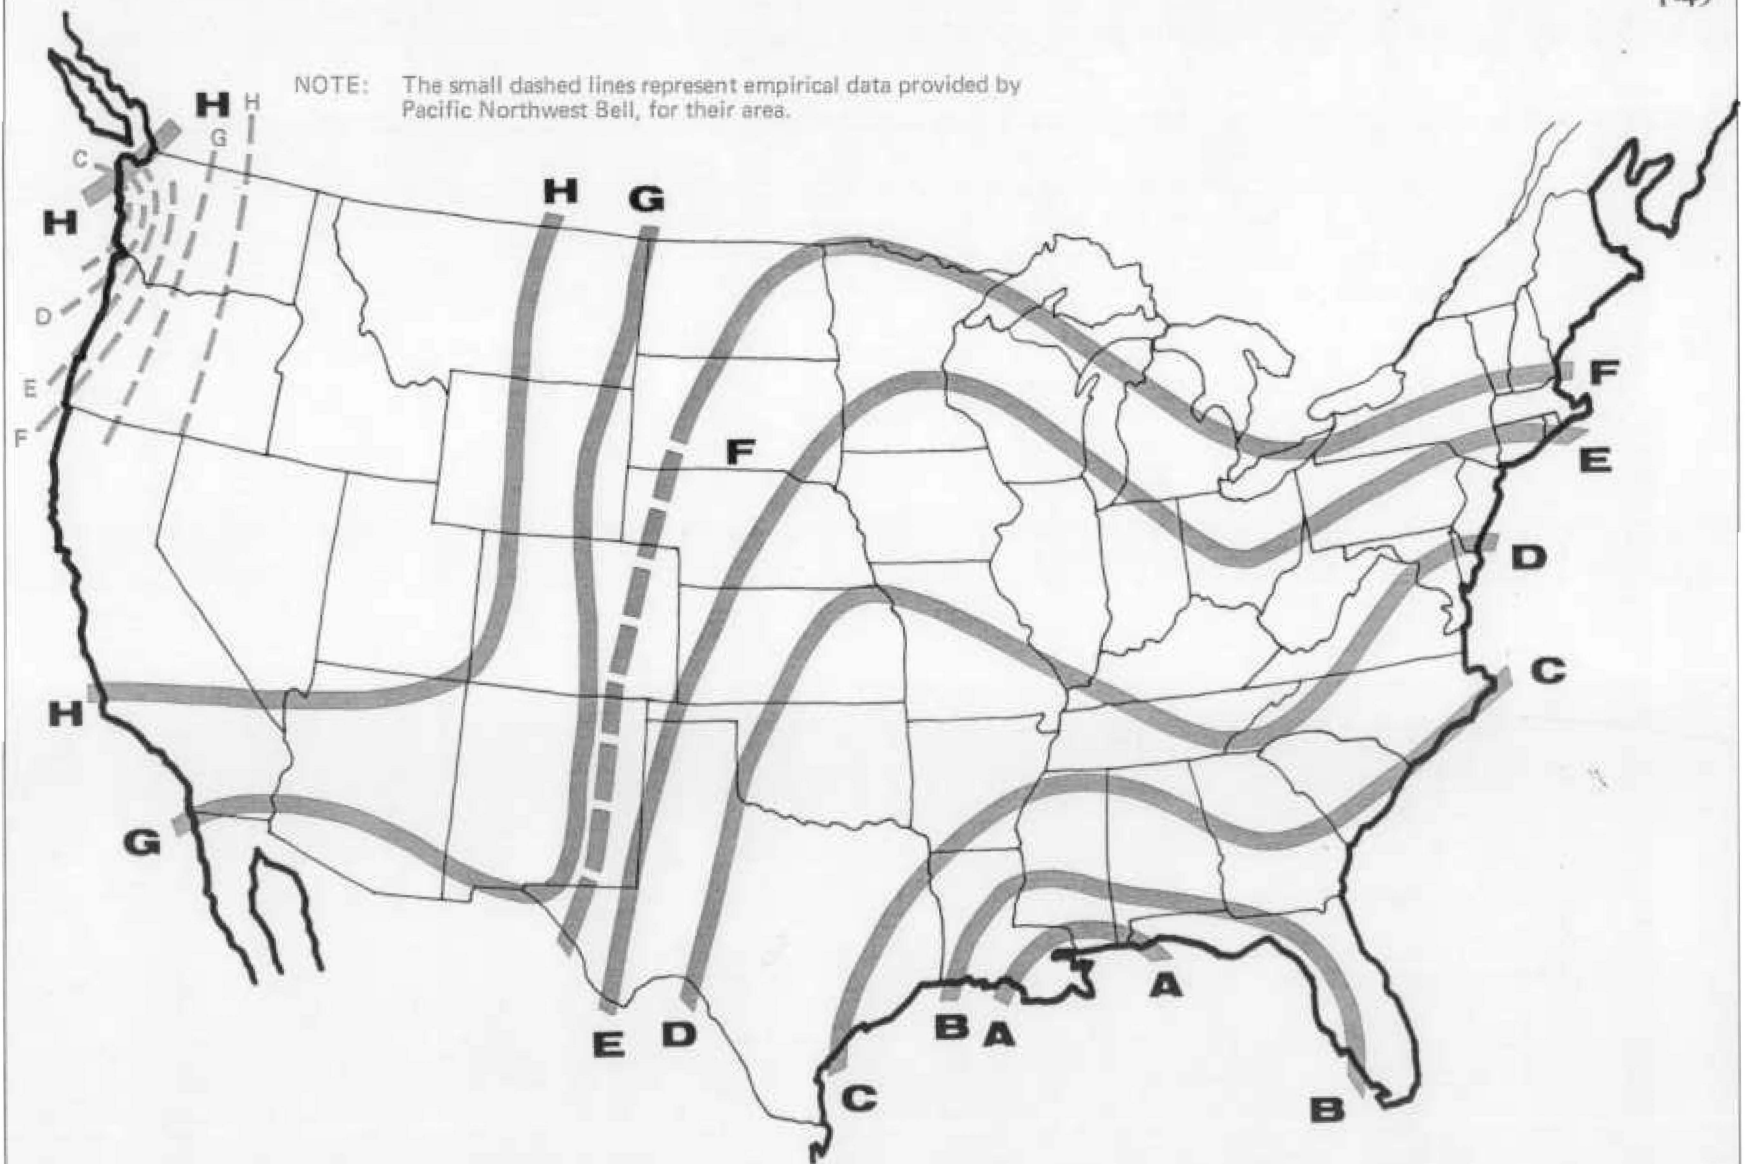 H H
NOTE: The small dashed lines represent empirical data provided by
Pacific Northwest Bell, for their area.
G
C
H G
H
D
F
E
F
F
E
D
C
H
G
A
B A
E D
C
B